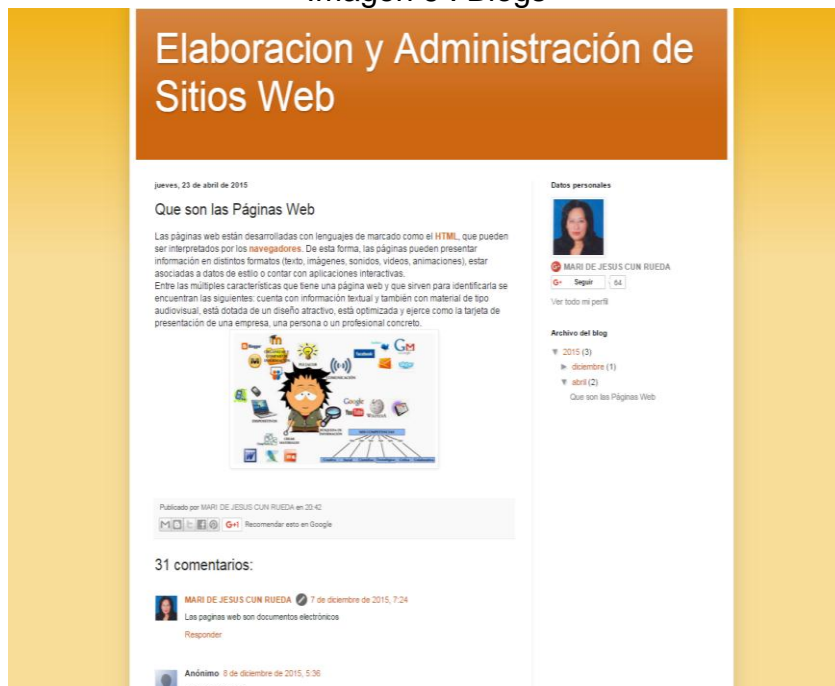 Elaboracion y Administración de
Sitios Web
jueves, 23 de abril de 2015
Que son las Páginas Web
Las páginas web están desarrolladas con lenguajes de marcado como el HTML, que pueden
ser interpretados por los navegadores. De esta forma, las páginas pueden presentar
información en distintos formatos (texto, imágenes, sonidos, videos, animaciones), estar
asociadas a datos de estilo o contar con aplicaciones interactivas.
Entre las múltiples características que tiene una página web y que sirven para identificarla se
encuentran las siguientes: cuenta con información textual y también con material de tipo
audiovisual, está dotada de un diseño atractivo, está optimizada y ejerce como la tarjeta de
presentación de una empresa, una persona o un profesional concreto.
Blogger
GM
facebook
Google
YouTube
WIKIPEDIA
Publicado por MARI DE JESUS CUN RUEDA en 20:42
G+1 Recomendar esto en Google
31 comentarios:
MARI DE JESUS CUN RUEDA 7 de diciembre de 2015, 7:24
Las paginas web son documentos electrónicos
Responder
Anónimo 8 de diciembre de 2015, 5:36
Datos personales
MARI DE JESUS CUN RUEDA
G+ Seguir 64
Ver todo mi perfil
Archivo del blog
▼ 2015 (3)
► diciembre (1)
▼ abril (2)
Que son las Páginas Web